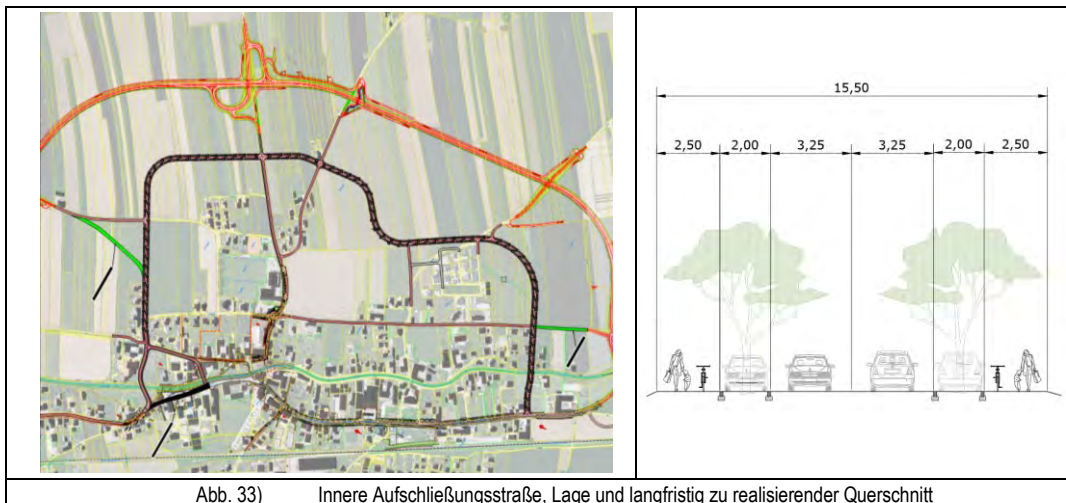 15,50
2,50 2,00 3,25 3,25 2,00 2,50
Abb. 33) Innere Aufschließungsstraße, Lage und langfristig zu realisierender Querschnitt